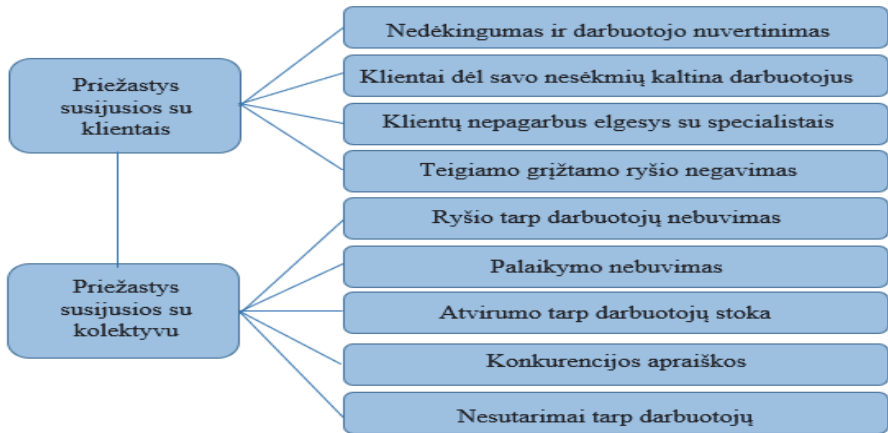 Priežastys
susijusios su
klientais
Nedėkingumas ir darbuotojo nuvertinimas
Klientai dėl savo nesėkmių kaltina darbuotojus
Klientų nepagarbus elgesys su specialistais
Teigiamo grįžtamo ryšio negavimas
Priežastys
susijusios su
kolektyvu
Ryšio tarp darbuotojų nebuvimas
Palaikymo nebuvimas
Atvirumo tarp darbuotojų stoka
Konkurencijos apraiškos
Nesutarimai tarp darbuotojų